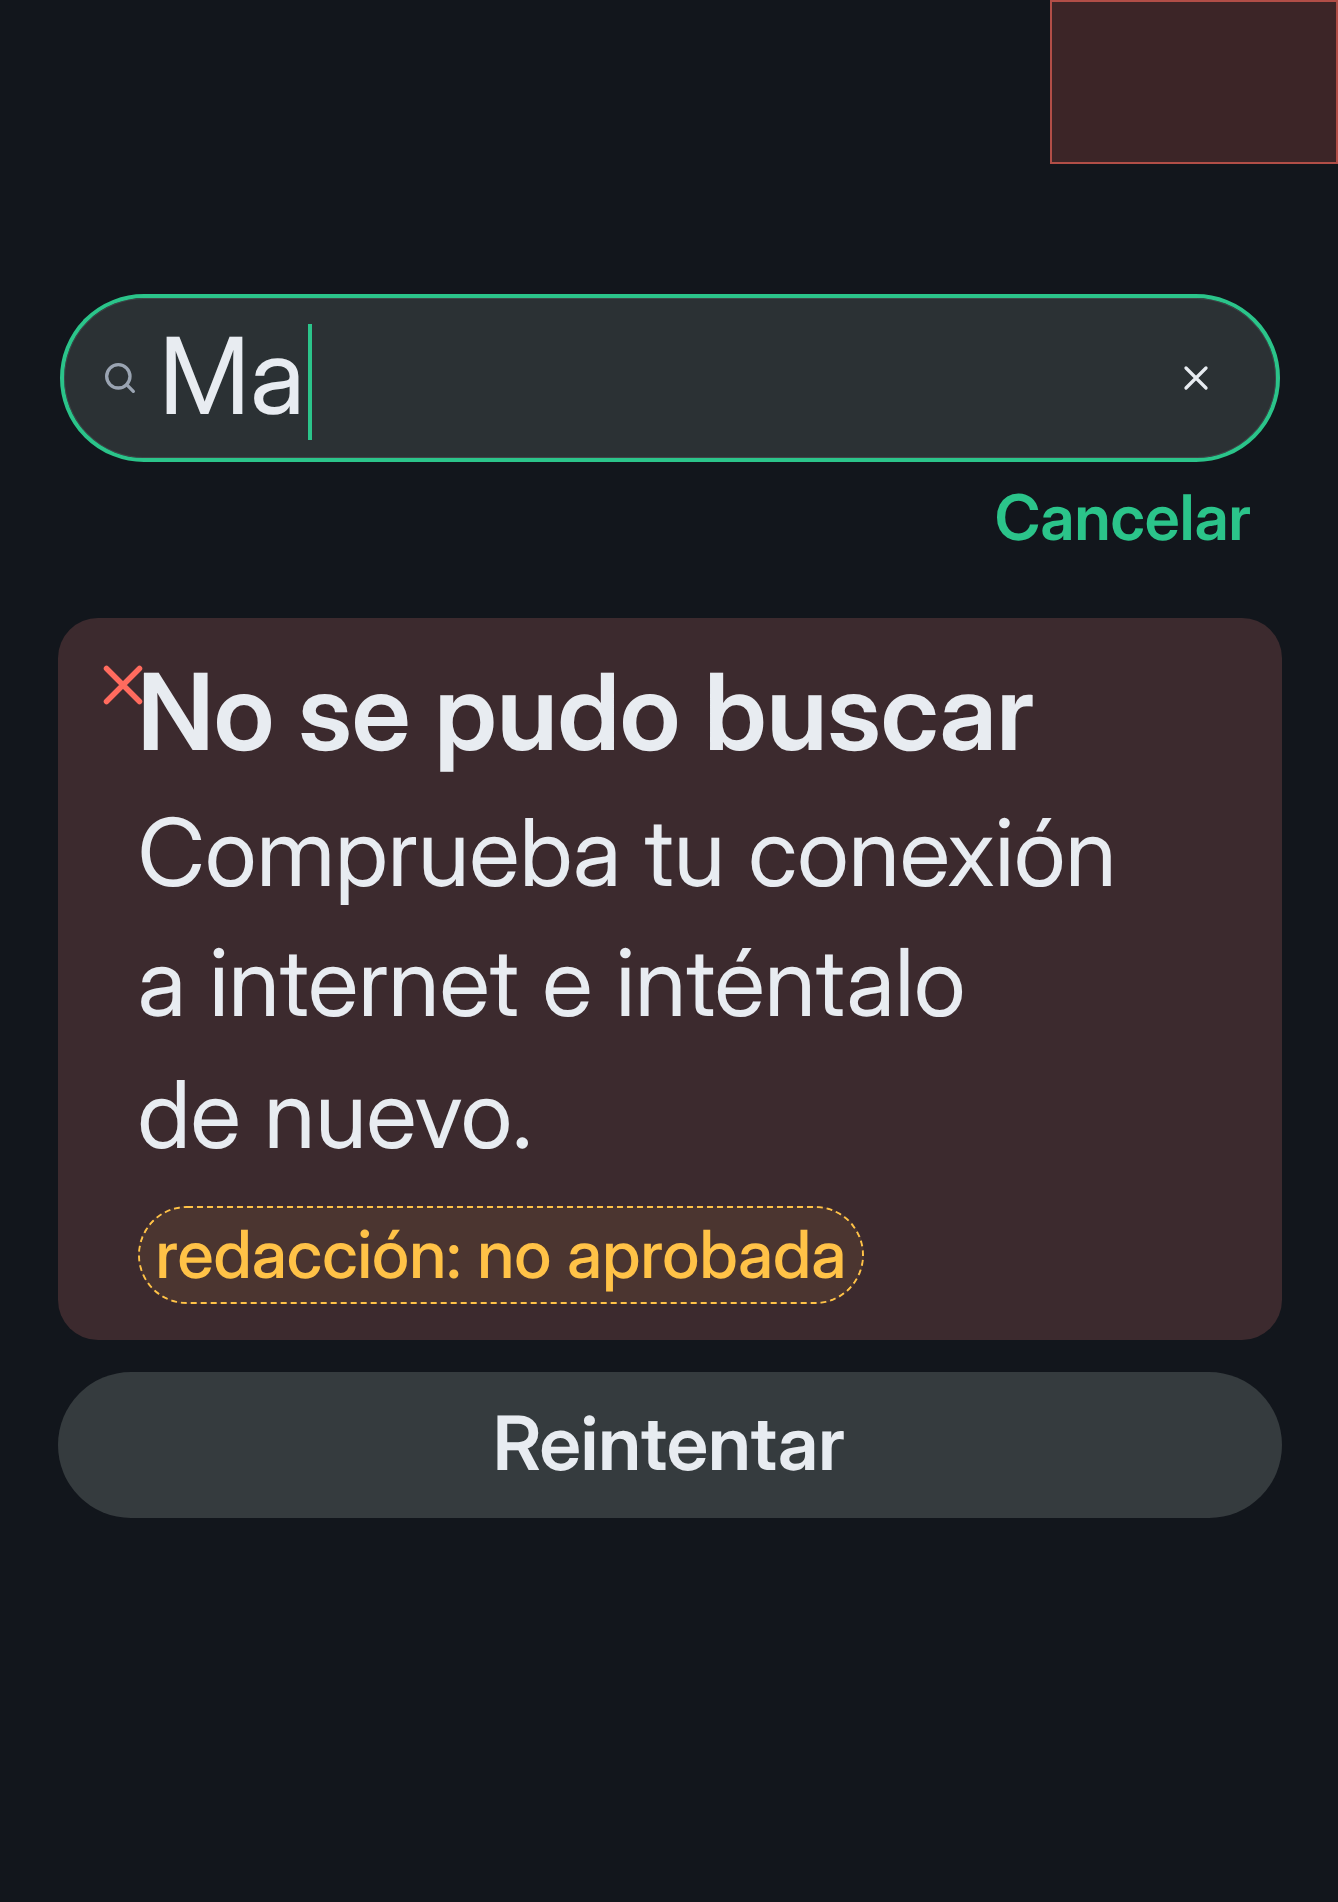 Ma
Cancelar
No se pudo buscar
Comprueba tu conexión
a internet e inténtalo
de nuevo.
redacción: no aprobada
Reintentar